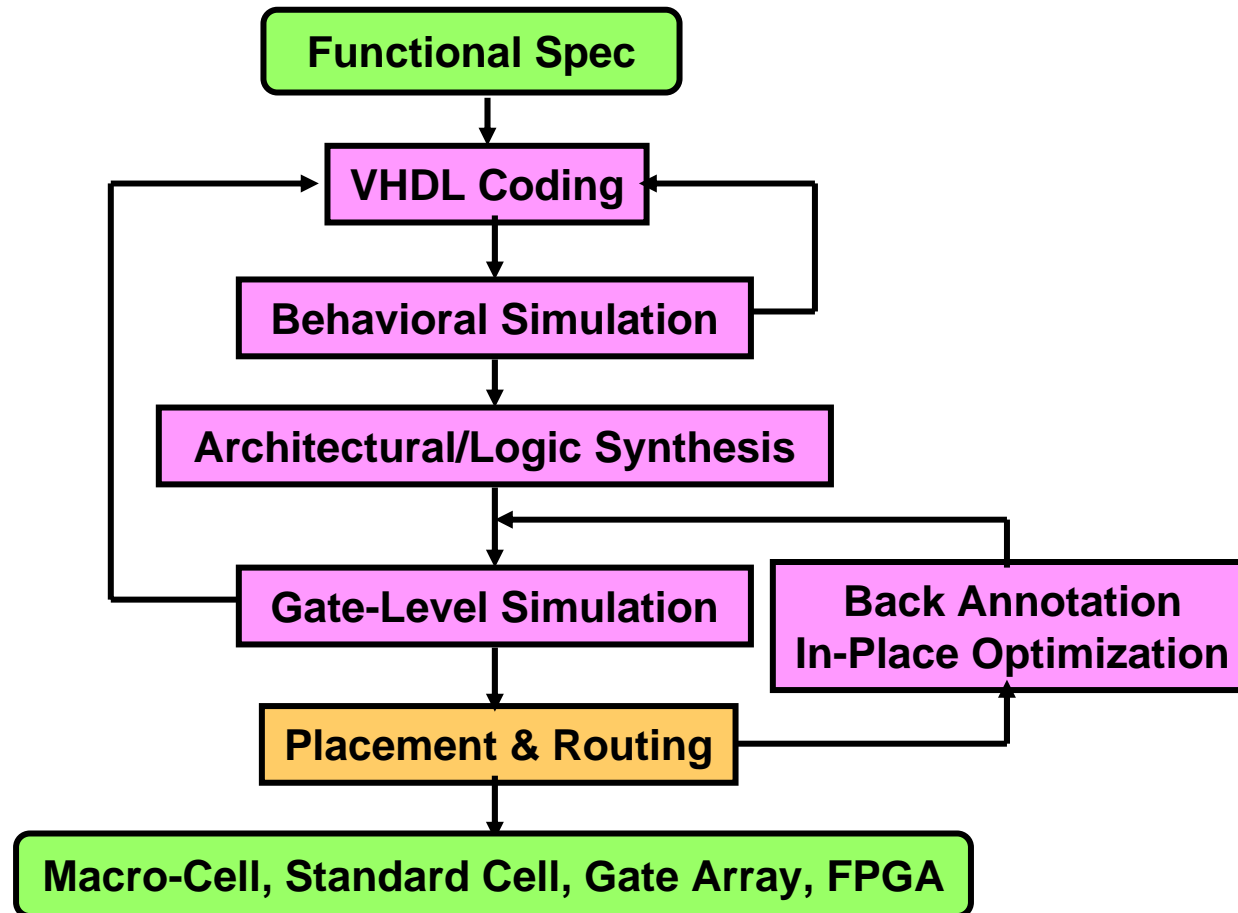 Functional Spec
VHDL Coding
Behavioral Simulation
Architectural/Logic Synthesis
Gate-Level Simulation
Back Annotation
In-Place Optimization
Placement & Routing
Macro-Cell, Standard Cell, Gate Array, FPGA